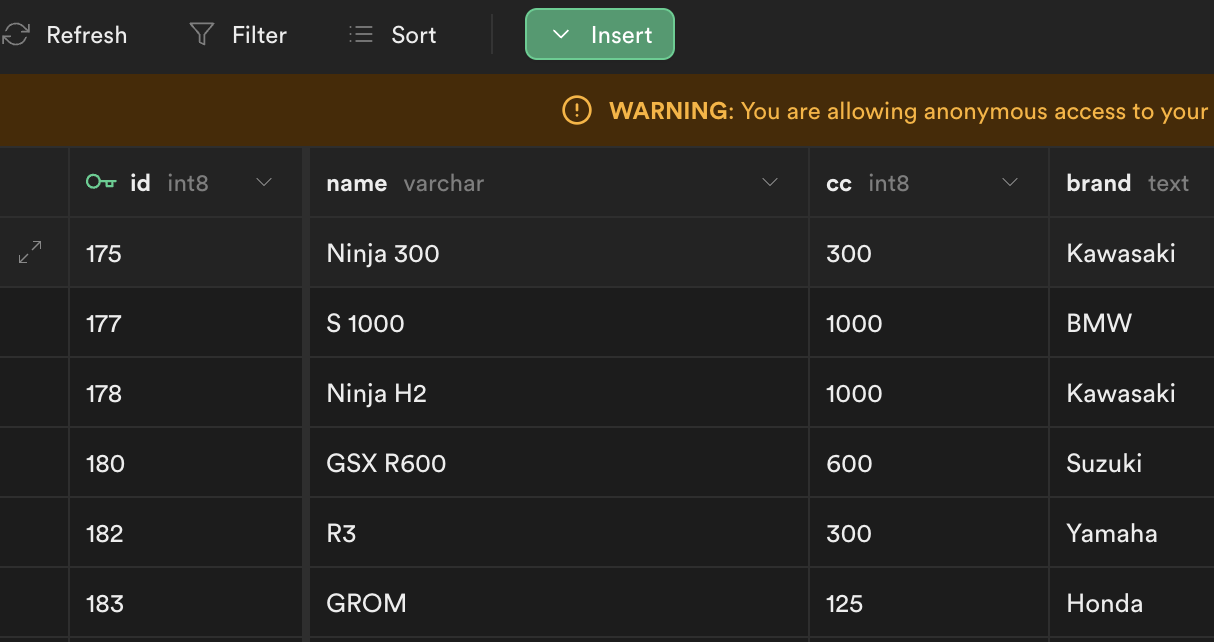 Refresh Filter Sort Insert
WARNING: You are allowing anonymous access to your
id int8 name varchar cc int8 brand text
175 Ninja 300 300 Kawasaki
177 S 1000 1000 BMW
178 Ninja H2 1000 Kawasaki
180 GSX R600 600 Suzuki
182 R3 300 Yamaha
183 GROM 125 Honda